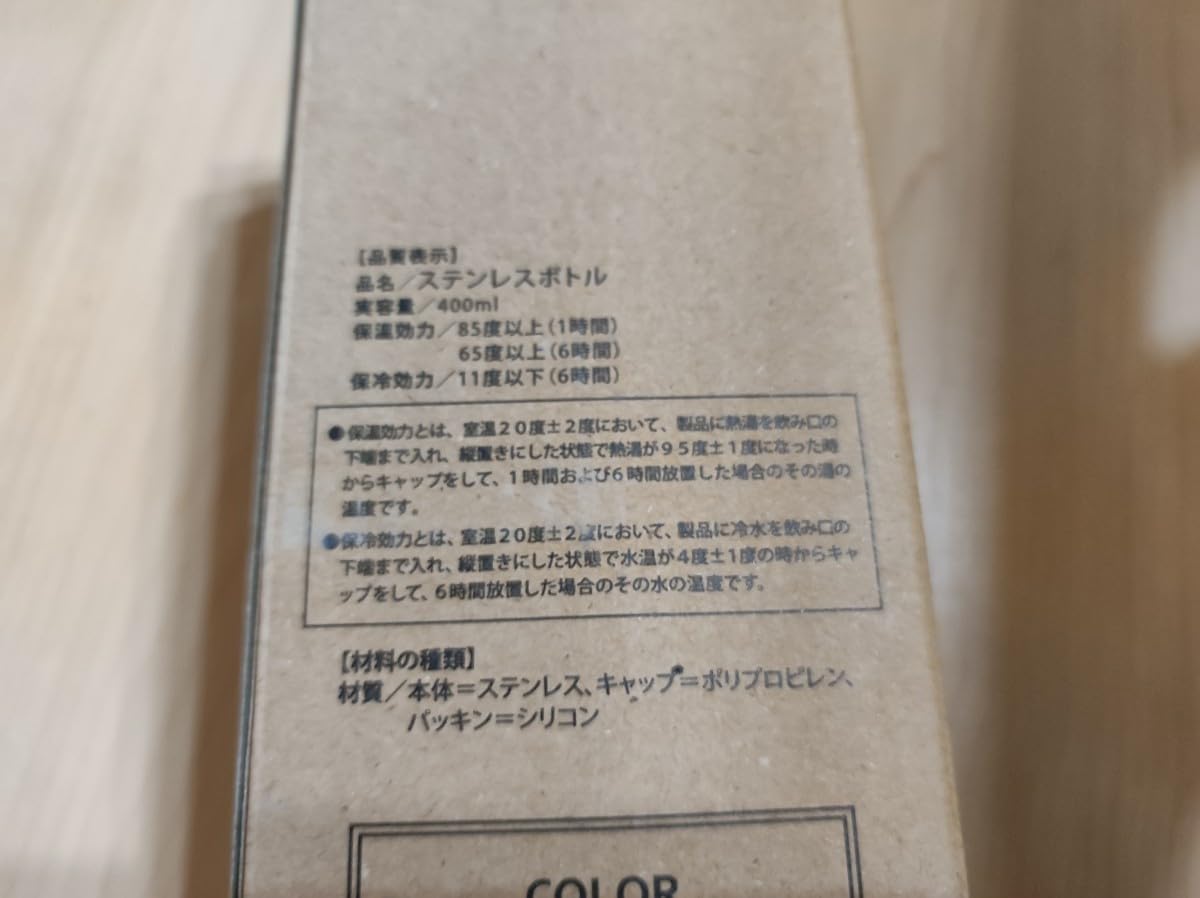 【品質表示】
品名／ステンレスボトル
実容量／400ml
保温効力／85度以上（1時間）
65度以上（6時間）
保冷効力／11度以下（6時間）
●保温効力とは、室温２０度±２度において、製品に熱湯を飲み口の
下端まで入れ、縦置きにした状態で熱湯が９５度±１度になった時
からキャップをして、１時間および６時間放置した場合のその湯の
温度です。
●保冷効力とは、室温２０度±２度において、製品に冷水を飲み口の
下端まで入れ、縦置きにした状態で水温が４度±１度の時からキャ
ップをして、６時間放置した場合のその水の温度です。
【材料の種類】
材質／本体＝ステンレス、キャップ＝ポリプロピレン、
パッキン＝シリコン
COLOR